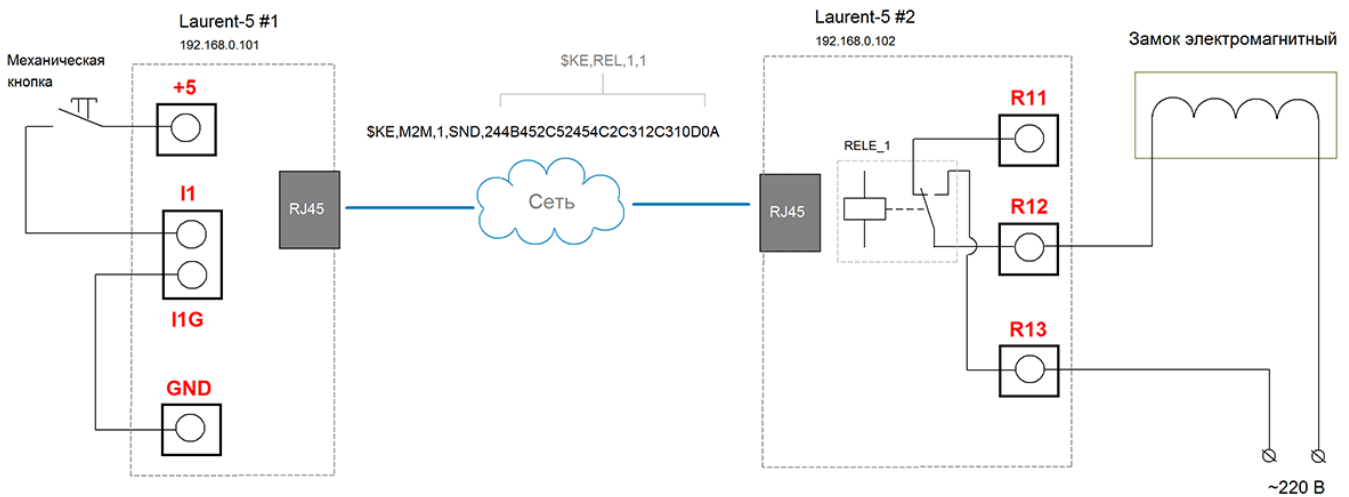 Laurent-5 #1
192.168.0.101
Механическая
кнопка
+5
I1
I1G
GND
RJ45
$KE,REL,1,1
$KE,M2M,1,SND,244B452C52454C2C312C310D0A
Сеть
Laurent-5 #2
192.168.0.102
RJ45
RELE_1
R11
R12
R13
Замок электромагнитный
~220 В